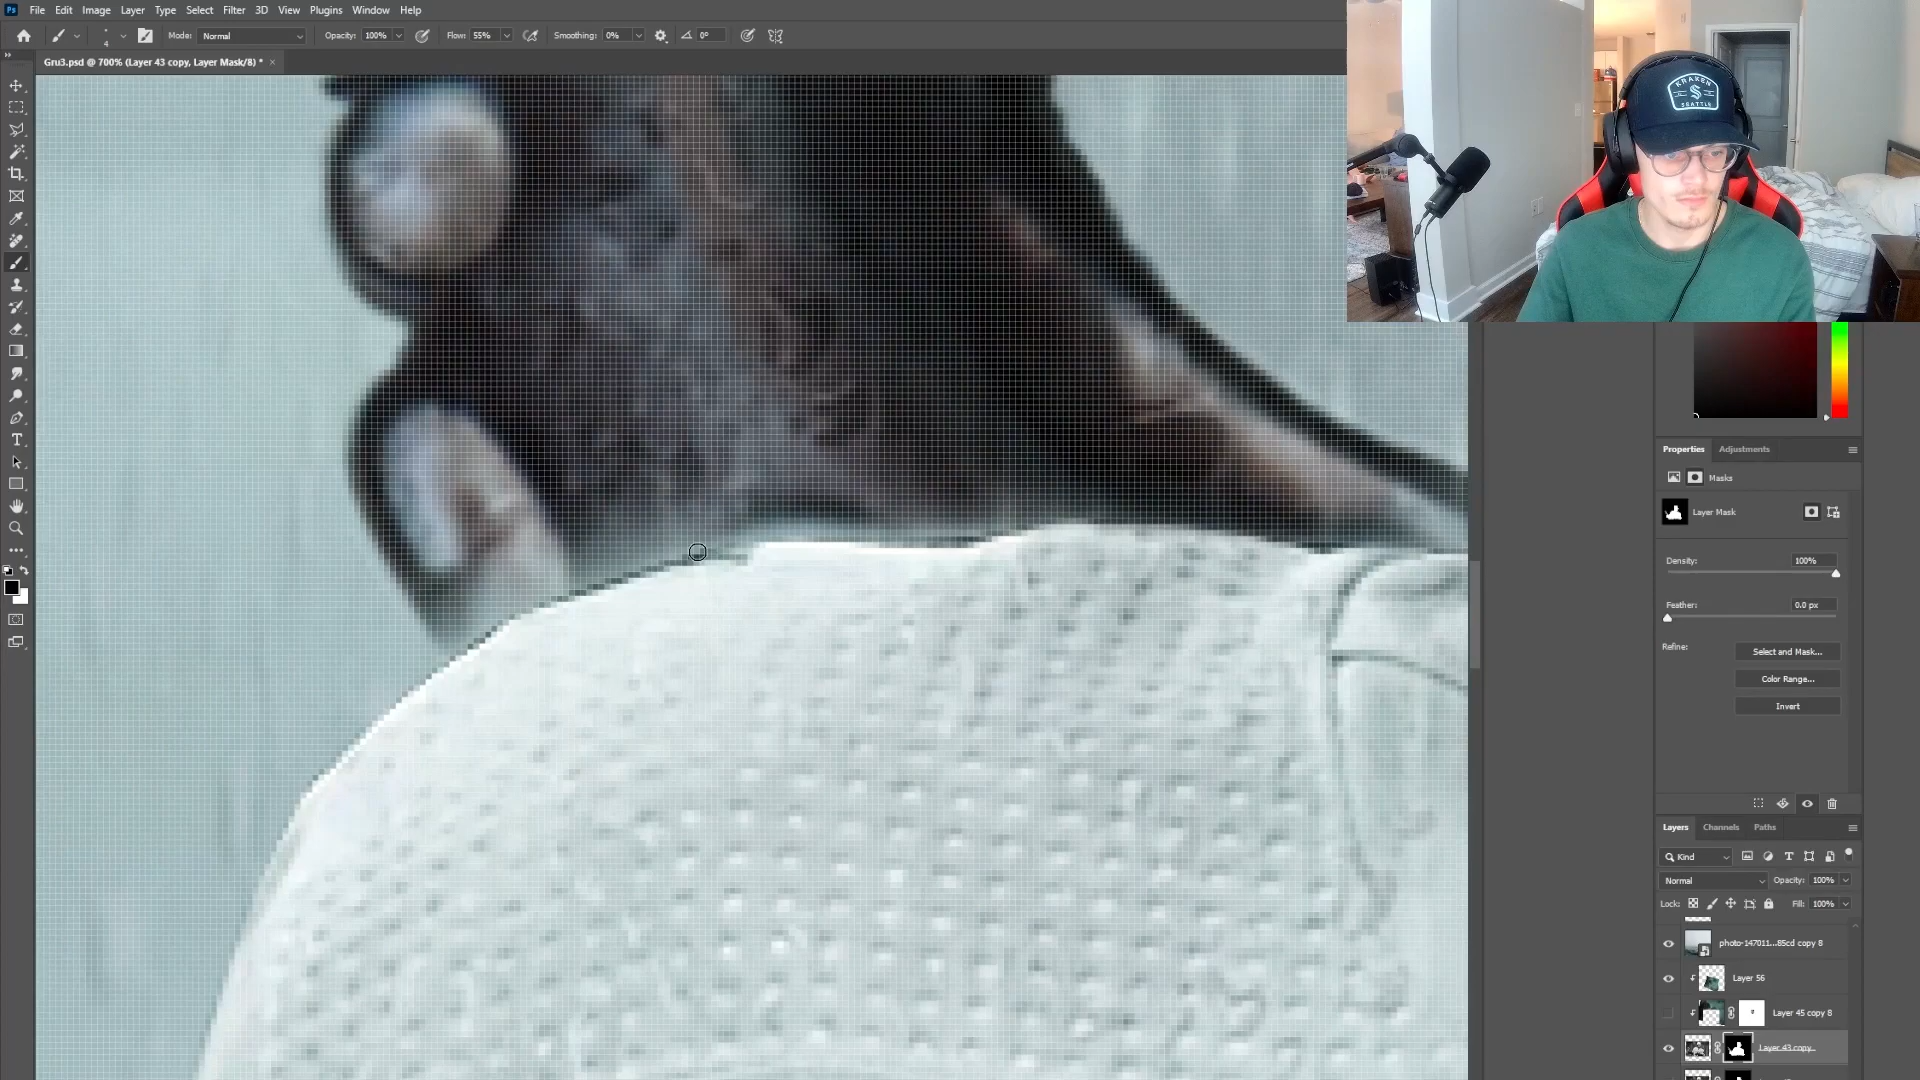 Ps File Edit Image Layer Type Select Filter 3D View Plugins Window Help
4 Mode: Normal Opacity: 100% Flow: 55% Smoothing: 0% 0°
Gru3.psd @ 700% (Layer 43 copy, Layer Mask/8) * ×
KRAKEN
S
SEATTLE
Properties Adjustments
Masks
Layer Mask
Density: 100%
Feather: 0.0 px
Refine: Select and Mask...
Color Range...
Invert
Layers Channels Paths
Kind
Normal Opacity: 100%
Lock: Fill: 100%
photo-147011...85cd copy 8
Layer 56
Layer 45 copy 8
Layer 43 copy...